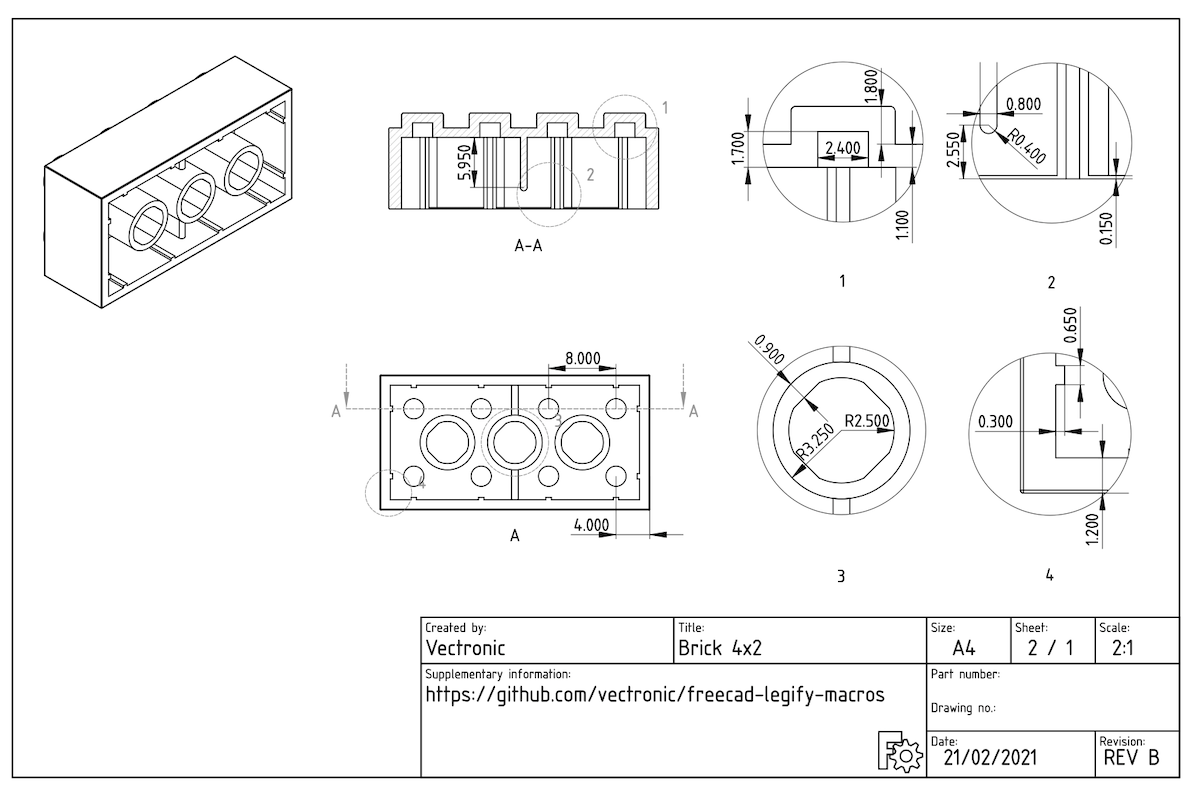 1
5.950
2
A-A
1.800
1.700
2.400
1.100
1
0.800
2.550
R0.400
0.150
2
8.000
A
A
3
4
4.000
A
0.900
R2.500
R3.250
3
0.650
0.300
1.200
4
Created by:
Vectronic
Title:
Brick 4x2
Size:
A4
Sheet:
2 / 1
Scale:
2:1
Supplementary information:
https://github.com/vectronic/freecad-legify-macros
Part number:
Drawing no.:
Date:
21/02/2021
Revision:
REV B